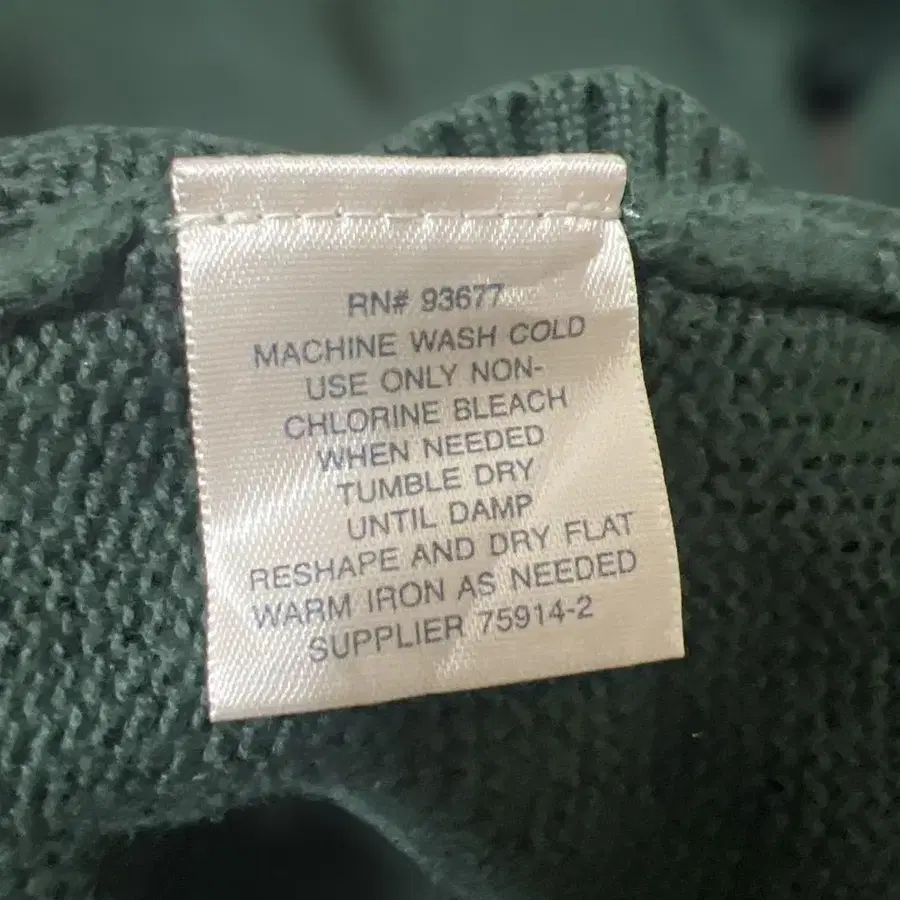 RN# 93677
MACHINE WASH COLD
USE ONLY NON-
CHLORINE BLEACH
WHEN NEEDED
TUMBLE DRY
UNTIL DAMP
RESHAPE AND DRY FLAT
WARM IRON AS NEEDED
SUPPLIER 75914-2